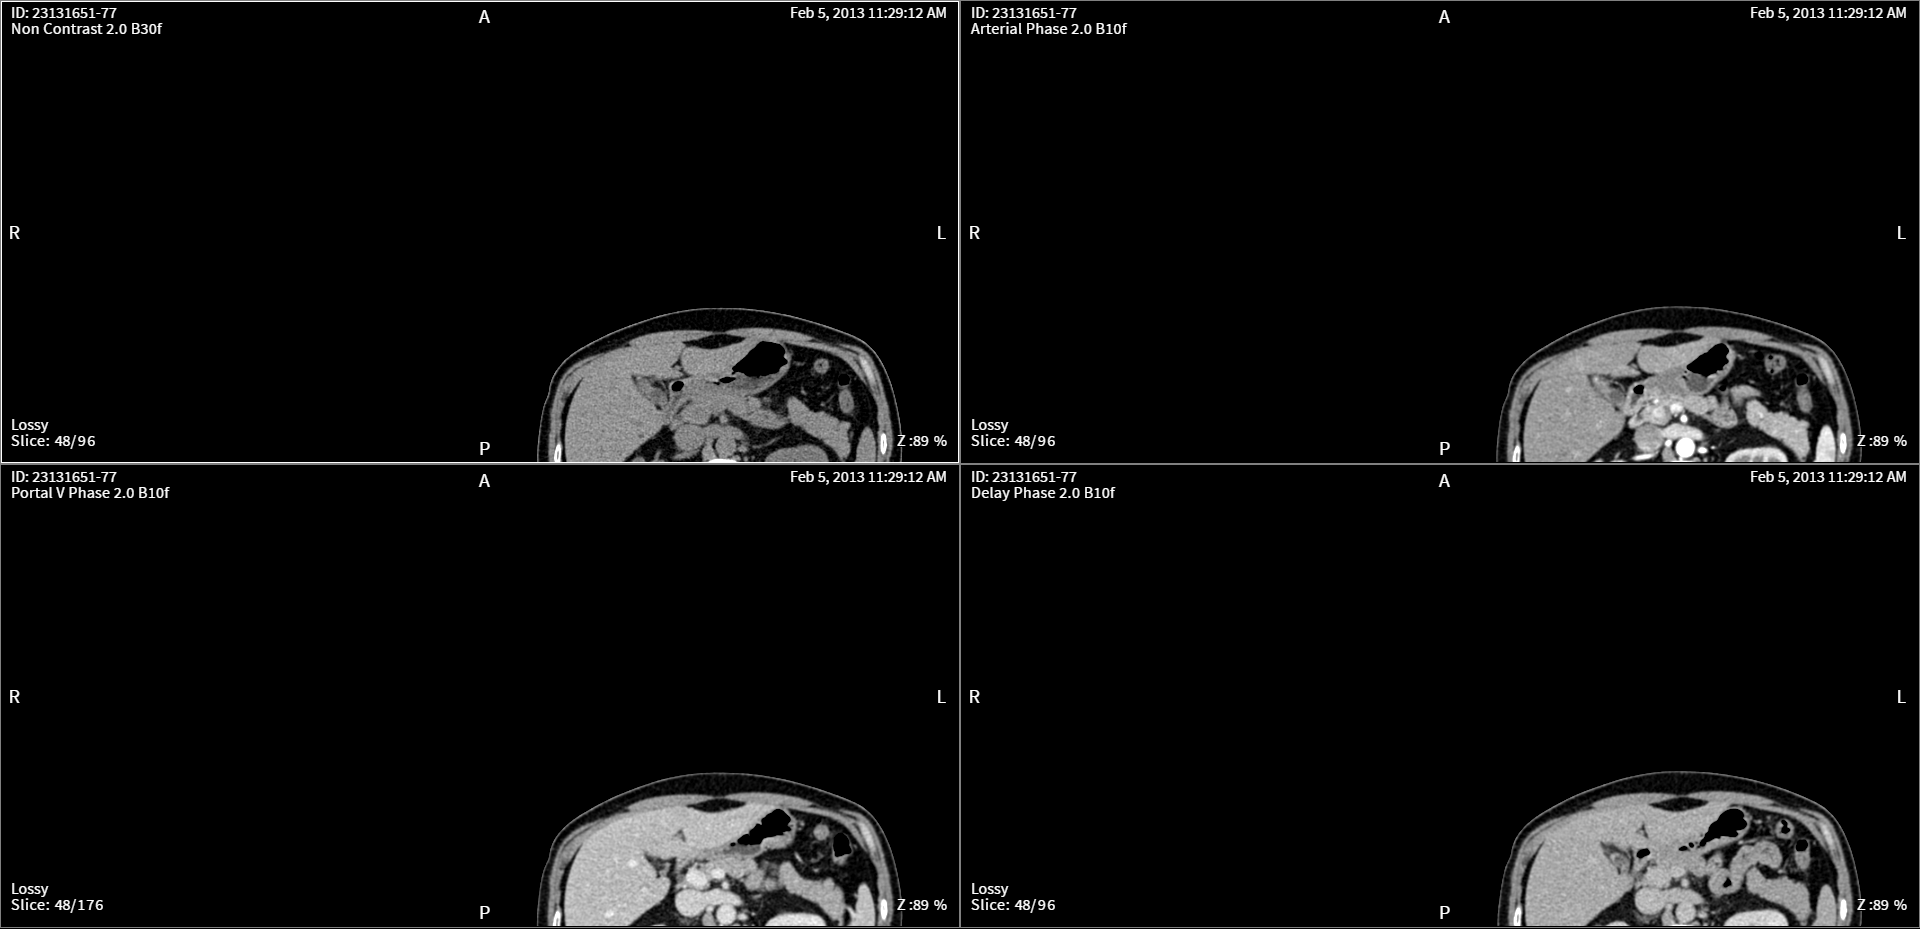 ID: 23131651-77
Non Contrast 2.0 B30f
A
Feb 5, 2013 11:29:12 AM
R
L
Lossy
Slice: 48/96
P
Z :89 %
ID: 23131651-77
Arterial Phase 2.0 B10f
A
Feb 5, 2013 11:29:12 AM
R
L
Lossy
Slice: 48/96
P
Z :89 %
ID: 23131651-77
Portal V Phase 2.0 B10f
A
Feb 5, 2013 11:29:12 AM
R
L
Lossy
Slice: 48/176
P
Z :89 %
ID: 23131651-77
Delay Phase 2.0 B10f
A
Feb 5, 2013 11:29:12 AM
R
L
Lossy
Slice: 48/96
P
Z :89 %